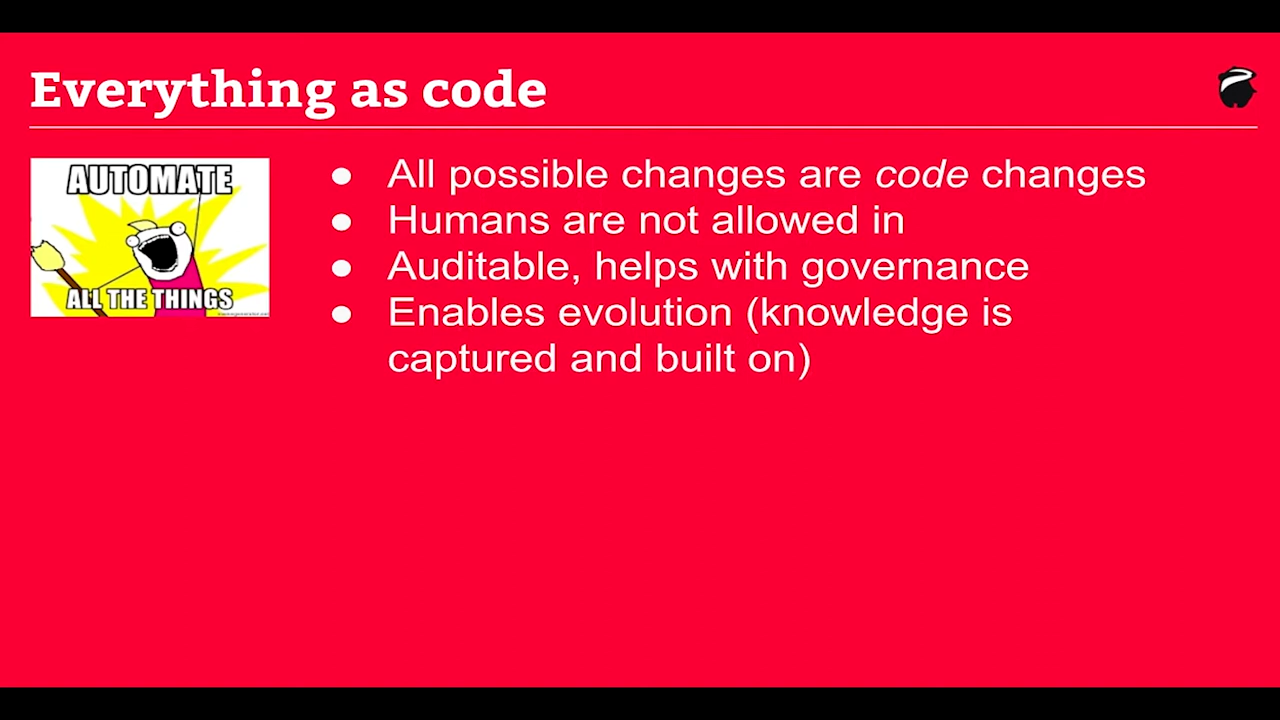 Everything as code
AUTOMATE
ALL THE THINGS
● All possible changes are code changes
● Humans are not allowed in
● Auditable, helps with governance
● Enables evolution (knowledge is
captured and built on)